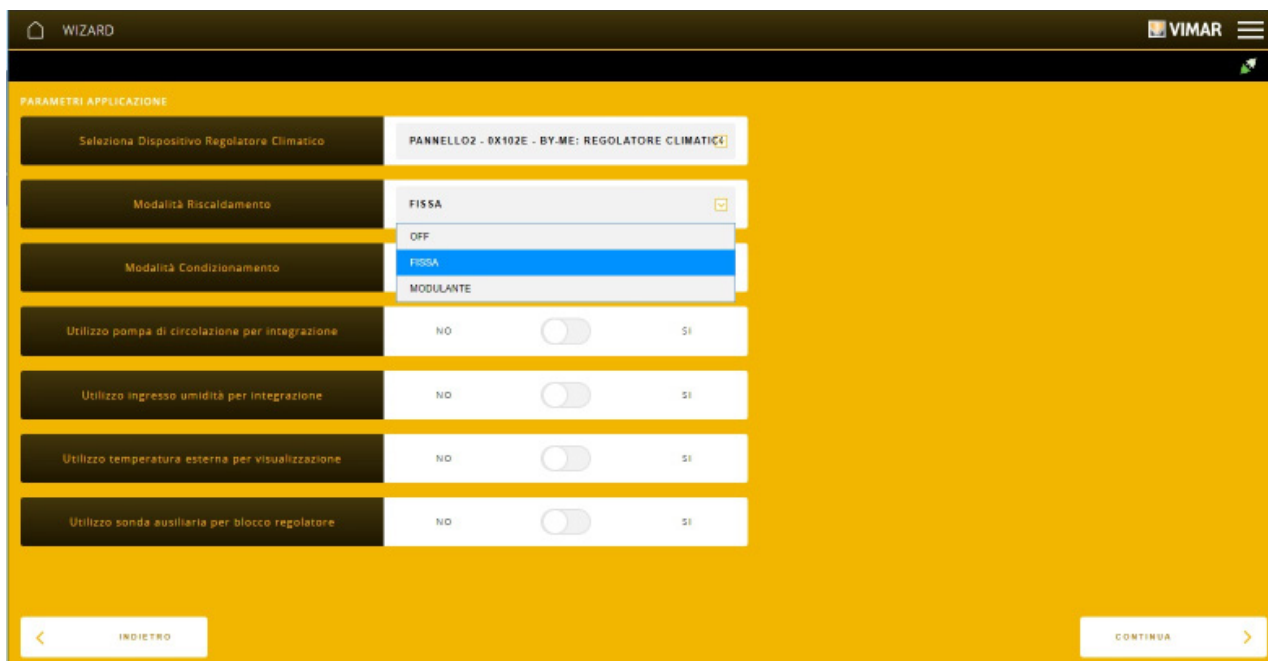 WIZARD
VIMAR
PARAMETRI APPLICAZIONE
Seleziona Dispositivo Regolatore Climatico
PANNELLO2 - 0X102E - BY-ME: REGOLATORE CLIMATIC
Modalità Riscaldamento
FISSA
OFF
FISSA
MODULANTE
Modalità Condizionamento
Utilizzo pompa di circolazione per integrazione
NO SI
Utilizzo ingresso umidità per integrazione
NO SI
Utilizzo temperatura esterna per visualizzazione
NO SI
Utilizzo sonda ausiliaria per blocco regolatore
NO SI
INDIETRO
CONTINUA